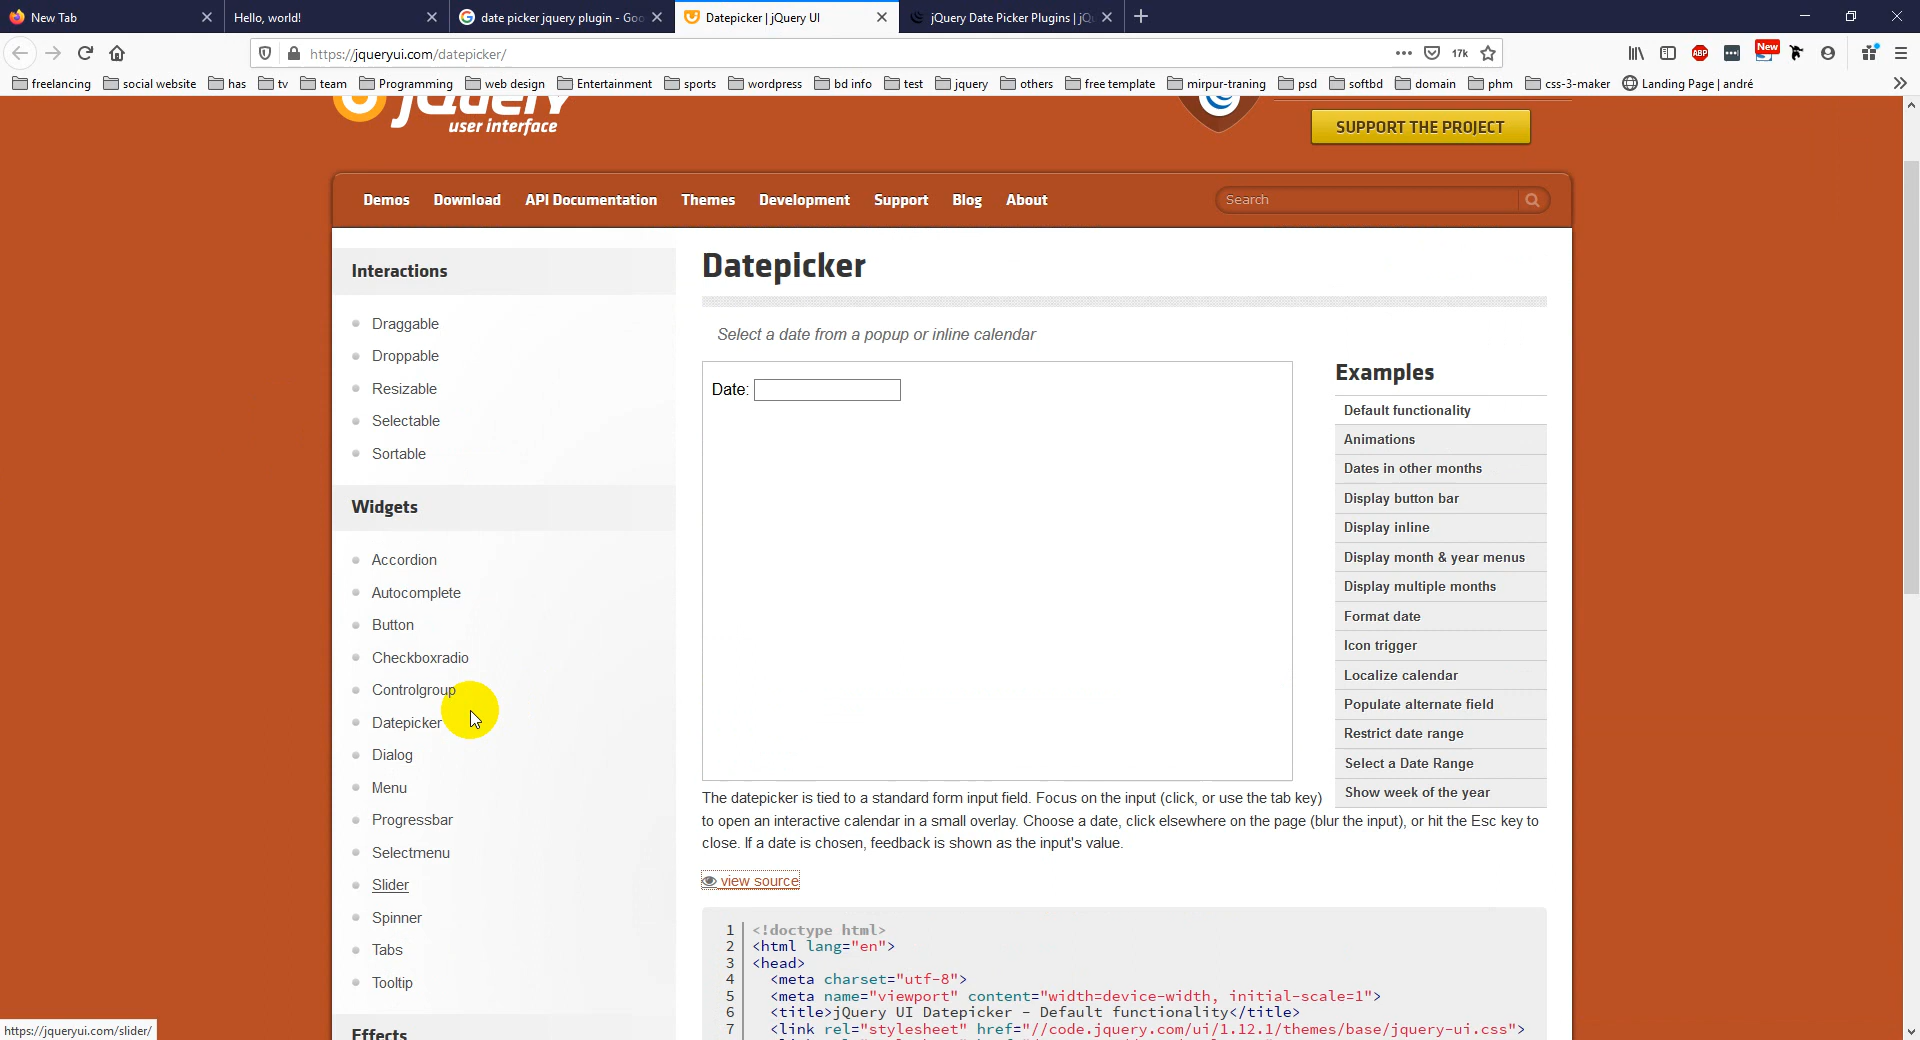 New Tab
Hello, world!
date picker jquery plugin - Goo
Datepicker | jQuery UI
jQuery Date Picker Plugins | jQ
https://jqueryui.com/datepicker/
17k
ABP
New
freelancing
social website
has
tv
team
Programming
web design
Entertainment
sports
wordpress
bd info
test
jquery
others
free template
mirpur-traning
psd
softbd
domain
phm
css-3-maker
Landing Page | andré
jQuery
user interface
SUPPORT THE PROJECT
Demos
Download
API Documentation
Themes
Development
Support
Blog
About
Search
Interactions
Draggable
Droppable
Resizable
Selectable
Sortable
Widgets
Accordion
Autocomplete
Button
Checkboxradio
Controlgroup
Datepicker
Dialog
Menu
Progressbar
Selectmenu
Slider
Spinner
Tabs
Tooltip
Effects
Datepicker
Select a date from a popup or inline calendar
Date:
Examples
Default functionality
Animations
Dates in other months
Display button bar
Display inline
Display month & year menus
Display multiple months
Format date
Icon trigger
Localize calendar
Populate alternate field
Restrict date range
Select a Date Range
Show week of the year
The datepicker is tied to a standard form input field. Focus on the input (click, or use the tab key)
to open an interactive calendar in a small overlay. Choose a date, click elsewhere on the page (blur the input), or hit the Esc key to
close. If a date is chosen, feedback is shown as the input's value.
view source
1 <!doctype html>
2 <html lang="en">
3 <head>
4 <meta charset="utf-8">
5 <meta name="viewport" content="width=device-width, initial-scale=1">
6 <title>jQuery UI Datepicker - Default functionality</title>
7 <link rel="stylesheet" href="//code.jquery.com/ui/1.12.1/themes/base/jquery-ui.css">
https://jqueryui.com/slider/